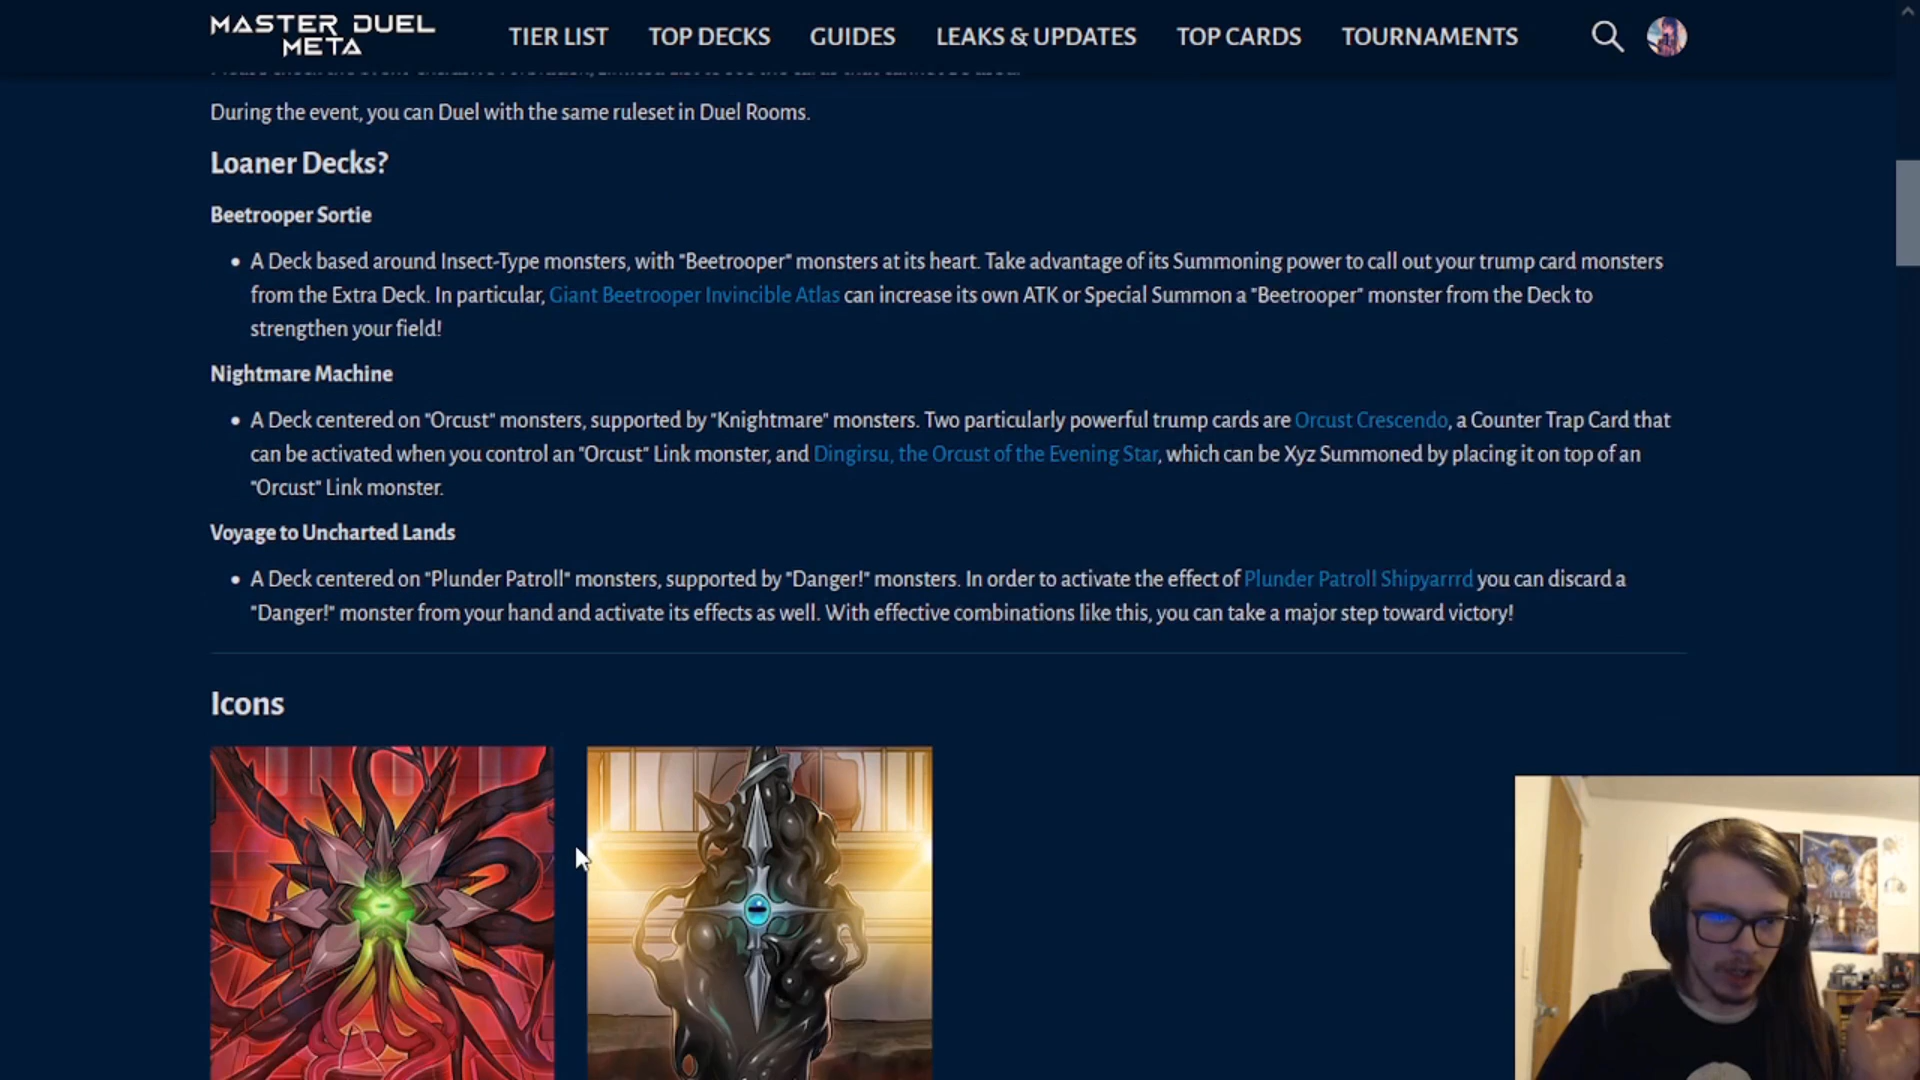 MASTER DUEL
META
TIER LIST
TOP DECKS
GUIDES
LEAKS & UPDATES
TOP CARDS
TOURNAMENTS
During the event, you can Duel with the same ruleset in Duel Rooms.
Loaner Decks?
Beetrooper Sortie
• A Deck based around Insect-Type monsters, with "Beetrooper" monsters at its heart. Take advantage of its Summoning power to call out your trump card monsters
from the Extra Deck. In particular, Giant Beetrooper Invincible Atlas can increase its own ATK or Special Summon a "Beetrooper" monster from the Deck to
strengthen your field!
Nightmare Machine
• A Deck centered on "Orcust" monsters, supported by "Knightmare" monsters. Two particularly powerful trump cards are Orcust Crescendo, a Counter Trap Card that
can be activated when you control an "Orcust" Link monster, and Dingirsu, the Orcust of the Evening Star, which can be Xyz Summoned by placing it on top of an
"Orcust" Link monster.
Voyage to Uncharted Lands
• A Deck centered on "Plunder Patroll" monsters, supported by "Danger!" monsters. In order to activate the effect of Plunder Patroll Shipyarrrd you can discard a
"Danger!" monster from your hand and activate its effects as well. With effective combinations like this, you can take a major step toward victory!
Icons